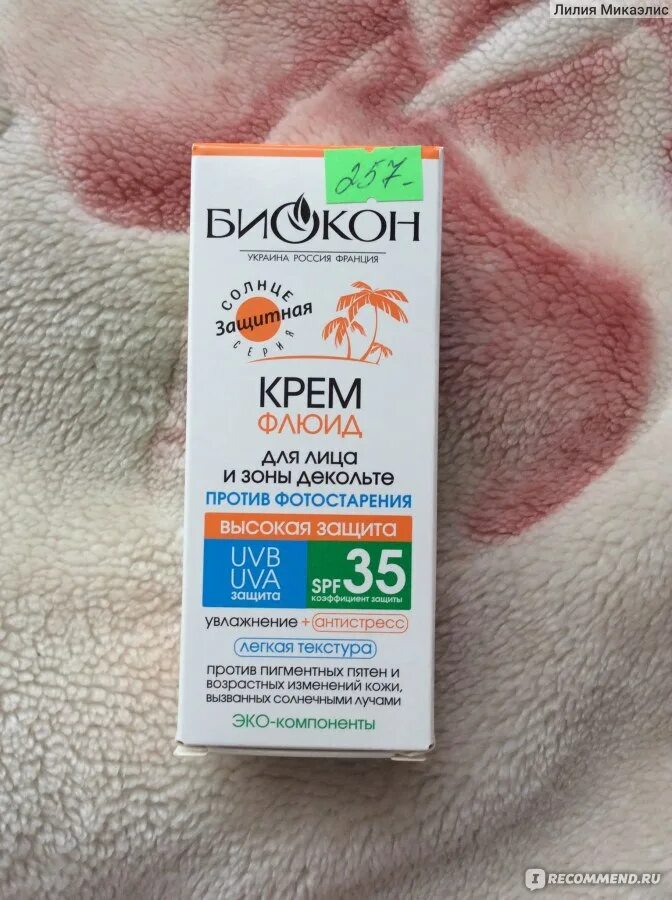 Лилия Микаэлис
257-
БИОКОН
УКРАИНА РОССИЯ ФРАНЦИЯ
СОЛНЦЕ
Защитная
СЕРИЯ
КРЕМ
ФЛЮИД
ДЛЯ ЛИЦА
И ЗОНЫ ДЕКОЛЬТЕ
ПРОТИВ ФОТОСТАРЕНИЯ
ВЫСОКАЯ ЗАЩИТА
UVB
UVA
защита
SPF 35
коэффициент защиты
увлажнение + антистресс
легкая текстура
против пигментных пятен и
возрастных изменений кожи,
вызванных солнечными лучами
ЭКО-компоненты
I RECOMMEND.RU